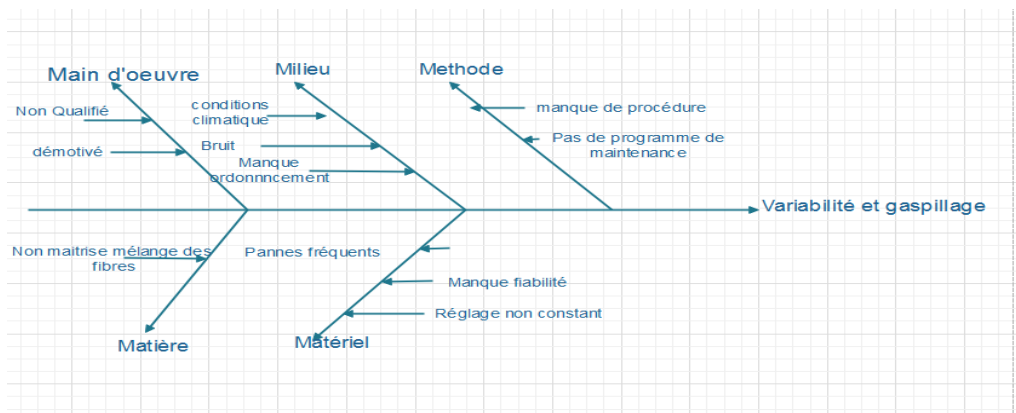 Main d'oeuvre
Milieu
Methode
Non Qualifié
démotivé
conditions
climatique
Bruit
Manque
ordonnncement
manque de procédure
Pas de programme de
maintenance
Variabilité et gaspillage
Non maitrise mélange des
fibres
Pannes fréquents
Manque fiabilité
Réglage non constant
Matière
Matériel